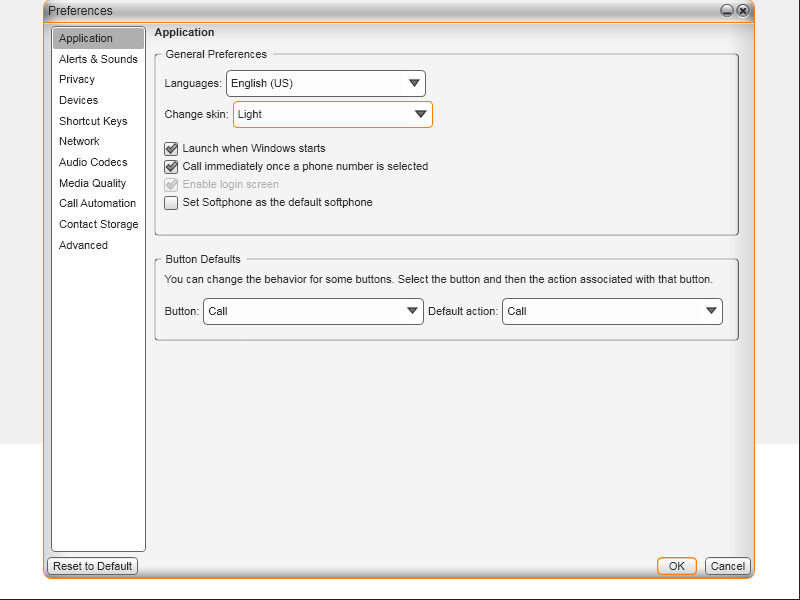 Preferences
Application
Alerts & Sounds
Privacy
Devices
Shortcut Keys
Network
Audio Codecs
Media Quality
Call Automation
Contact Storage
Advanced
Application
General Preferences
Languages: English (US)
Change skin: Light
Launch when Windows starts
Call immediately once a phone number is selected
Enable login screen
Set Softphone as the default softphone
Button Defaults
You can change the behavior for some buttons. Select the button and then the action associated with that button.
Button: Call Default action: Call
Reset to Default OK Cancel